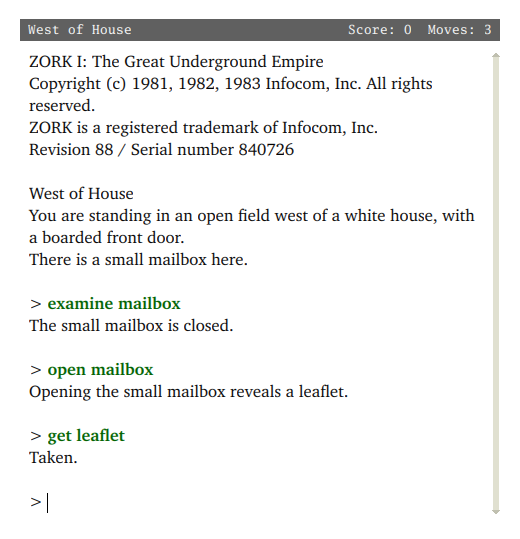 West of House Score: 0 Moves: 3
ZORK I: The Great Underground Empire
Copyright (c) 1981, 1982, 1983 Infocom, Inc. All rights
reserved.
ZORK is a registered trademark of Infocom, Inc.
Revision 88 / Serial number 840726
West of House
You are standing in an open field west of a white house, with
a boarded front door.
There is a small mailbox here.
> examine mailbox
The small mailbox is closed.
> open mailbox
Opening the small mailbox reveals a leaflet.
> get leaflet
Taken.
>